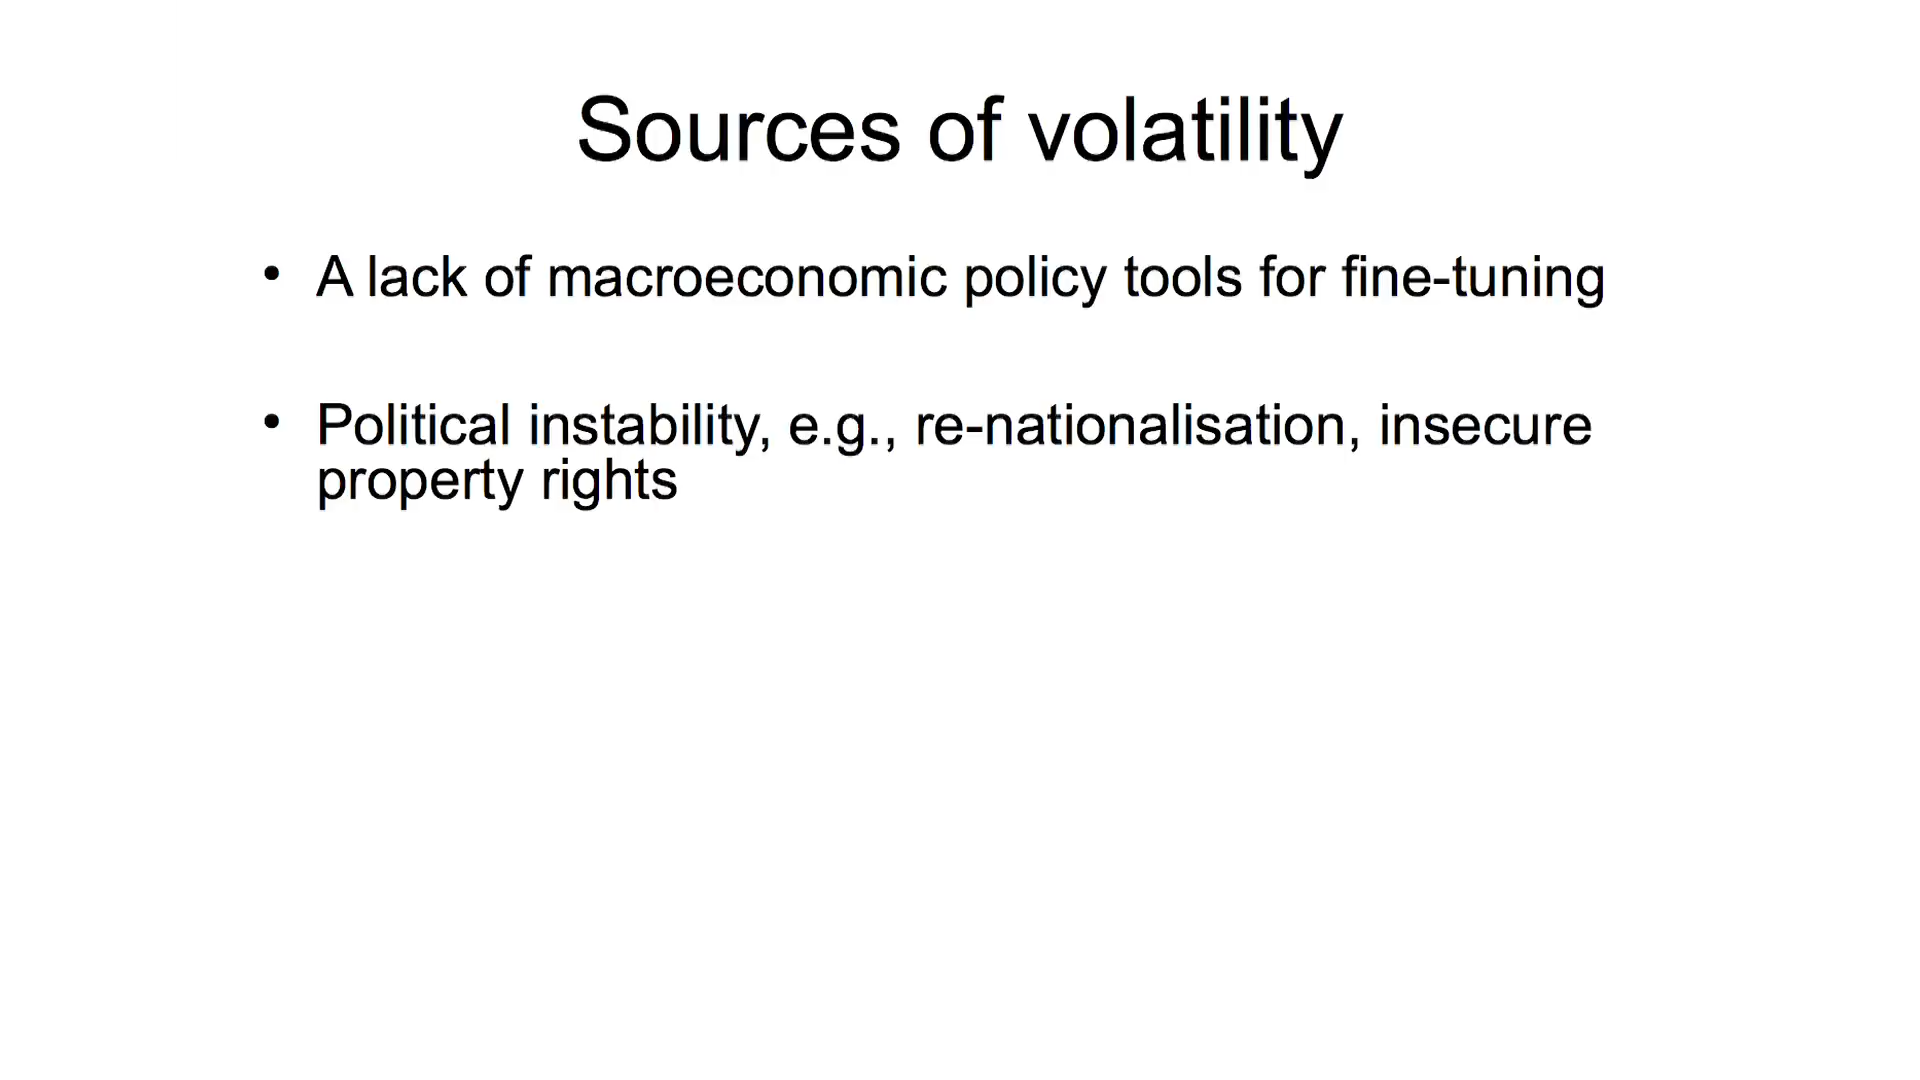 Sources of volatility
• A lack of macroeconomic policy tools for fine-tuning
• Political instability, e.g., re-nationalisation, insecure
property rights